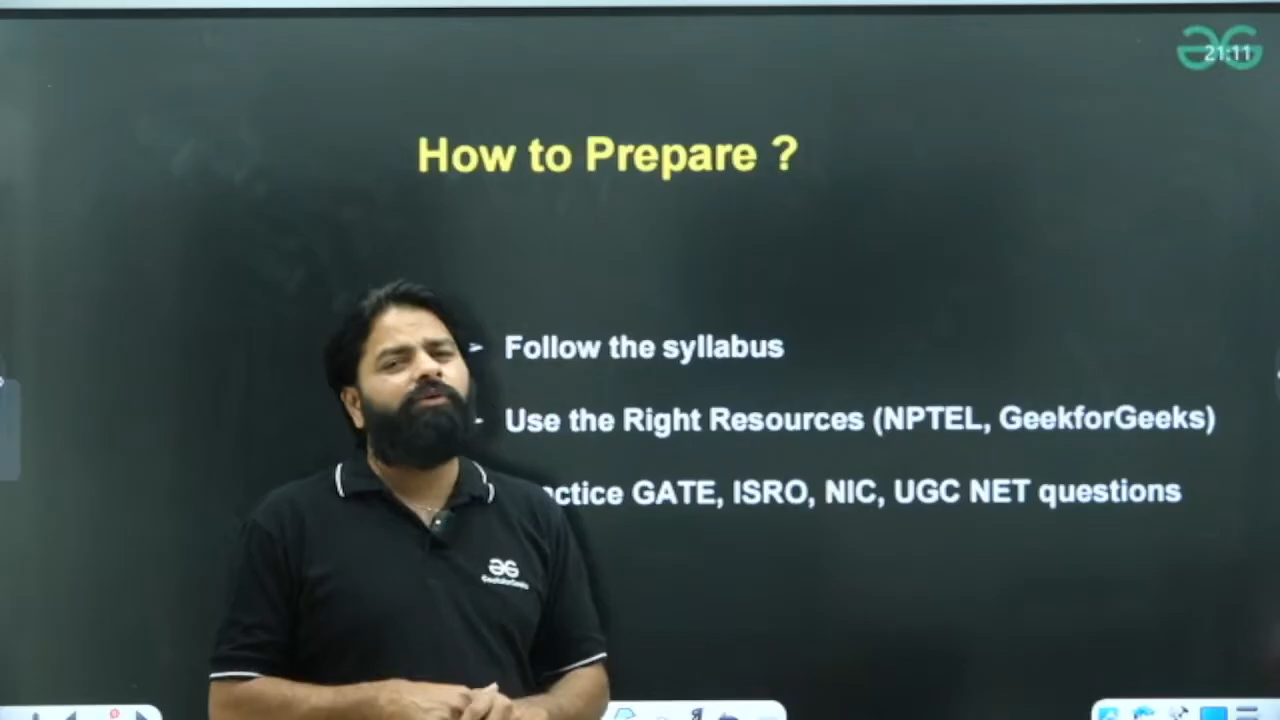 21:11
How to Prepare ?
Follow the syllabus
Use the Right Resources (NPTEL, GeekforGeeks)
GATE, ISRO, NIC, UGC NET questions
GeeksforGeeks